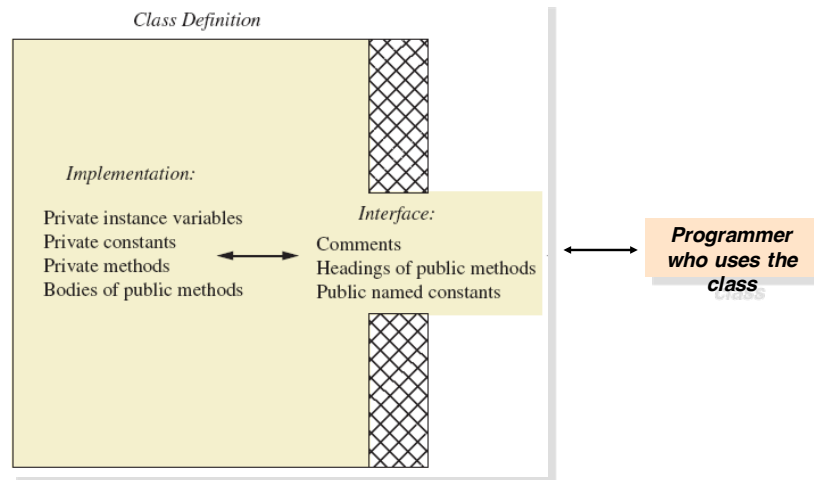 Class Definition
Implementation:
Private instance variables
Private constants
Private methods
Bodies of public methods
Interface:
Comments
Headings of public methods
Public named constants
Programmer
who uses the
class